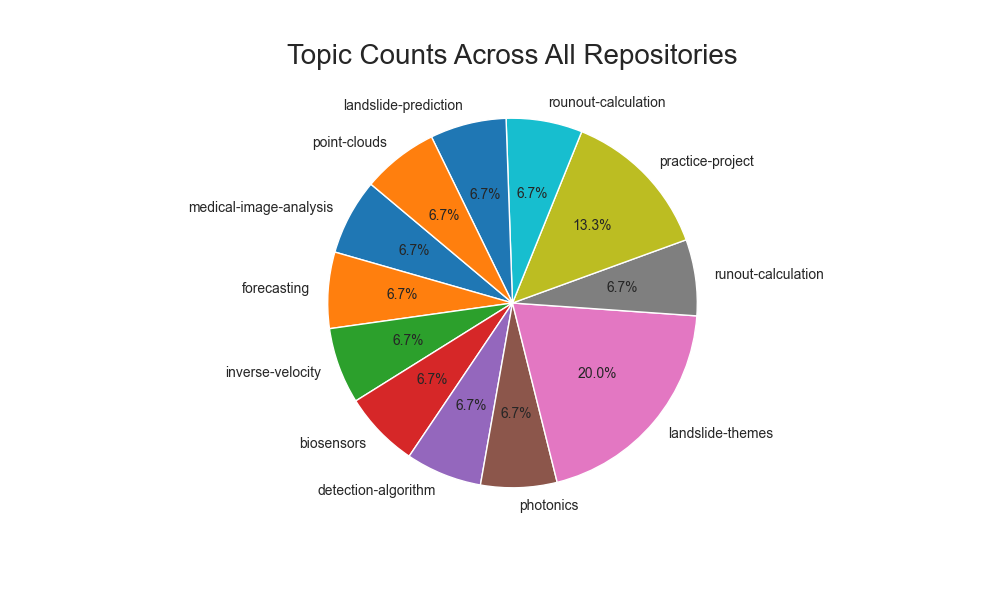 Topic Counts Across All Repositories
landslide-prediction
rounout-calculation
point-clouds
practice-project
medical-image-analysis
6.7%
6.7%
6.7%
13.3%
6.7%
forecasting
6.7%
6.7%
runout-calculation
inverse-velocity
6.7%
6.7%
20.0%
biosensors
6.7%
6.7%
landslide-themes
detection-algorithm
photonics